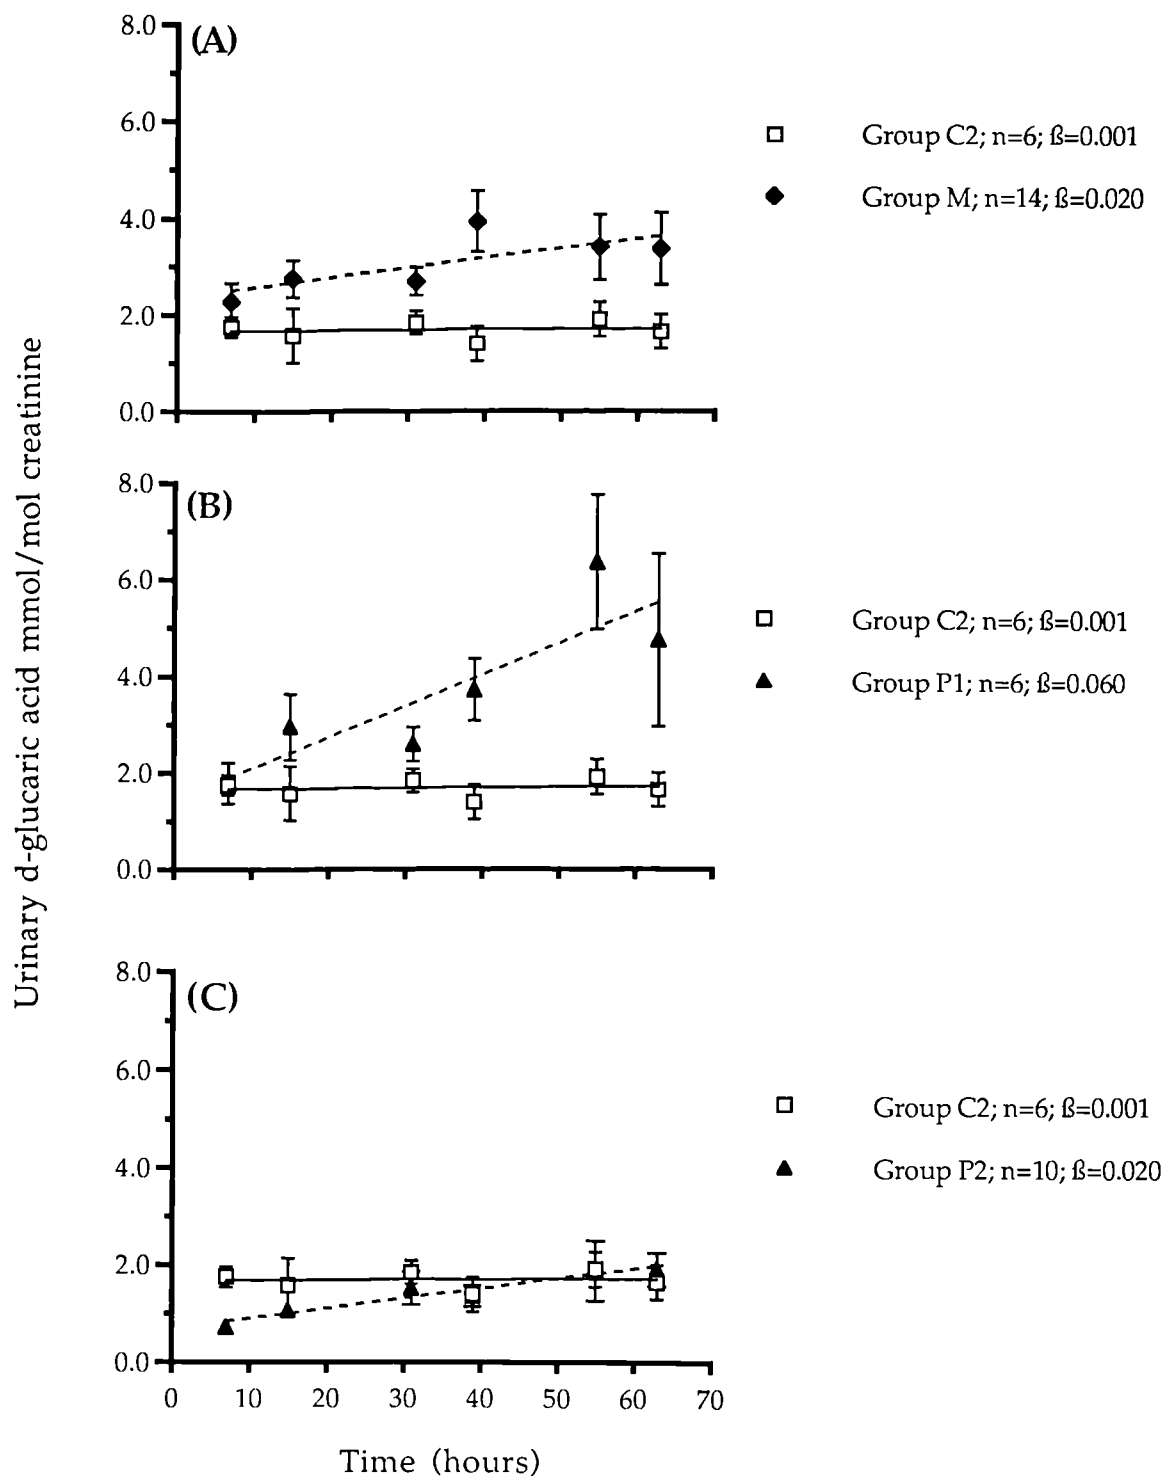 Urinary d-glucaric acid mmol/mol creatinine
(A)
8.0
6.0
4.0
2.0
0.0
Group C2; n=6; ß=0.001
Group M; n=14; ß=0.020
(B)
8.0
6.0
4.0
2.0
0.0
Group C2; n=6; ß=0.001
Group P1; n=6; ß=0.060
(C)
8.0
6.0
4.0
2.0
0.0
Group C2; n=6; ß=0.001
Group P2; n=10; ß=0.020
0 10 20 30 40 50 60 70
Time (hours)